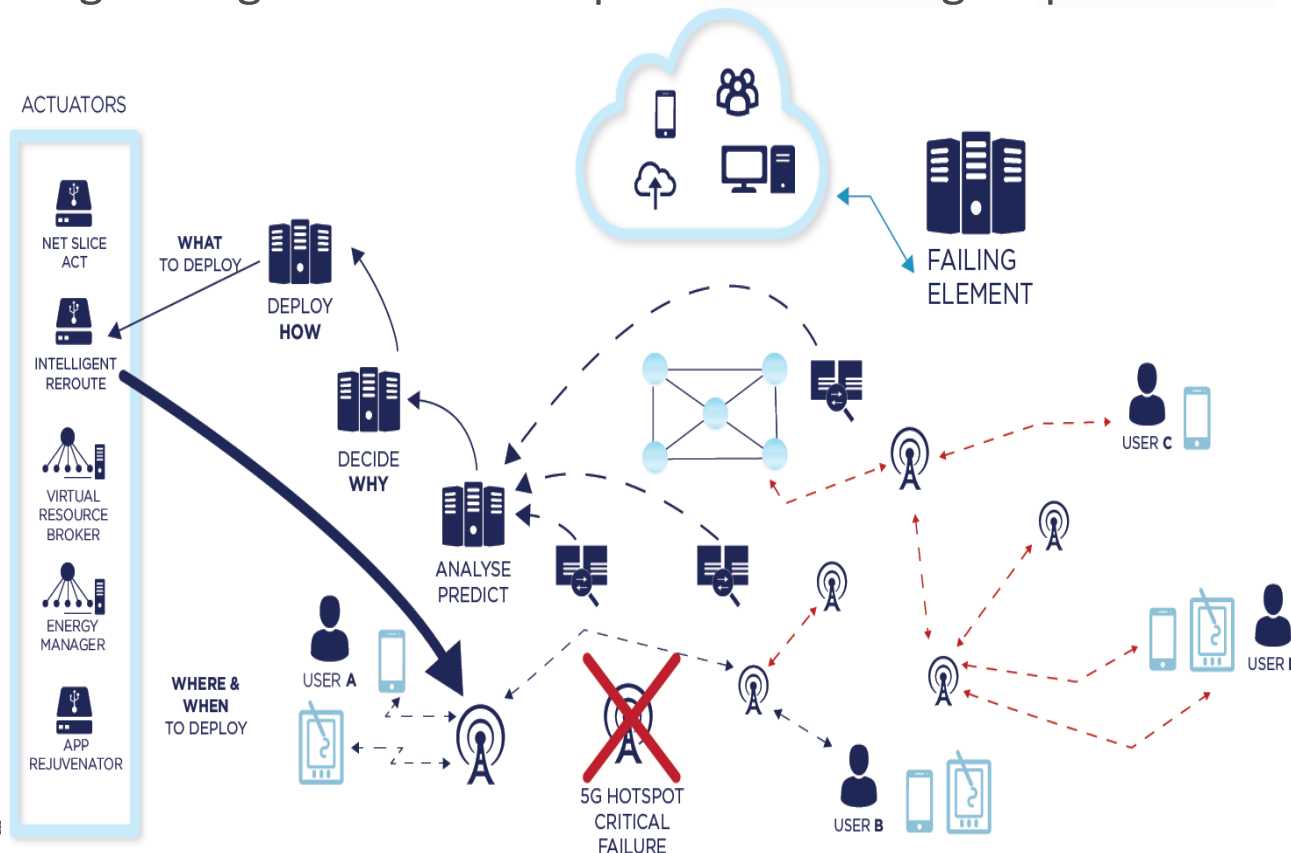 ACTUATORS
NET SLICE
ACT
INTELLIGENT
REROUTE
VIRTUAL
RESOURCE
BROKER
ENERGY
MANAGER
APP
REJUVENATOR
WHAT
TO DEPLOY
DEPLOY
HOW
DECIDE
WHY
ANALYSE
PREDICT
WHERE &
WHEN
TO DEPLOY
FAILING
ELEMENT
USER A
5G HOTSPOT
CRITICAL
FAILURE
USER B
USER C
USER